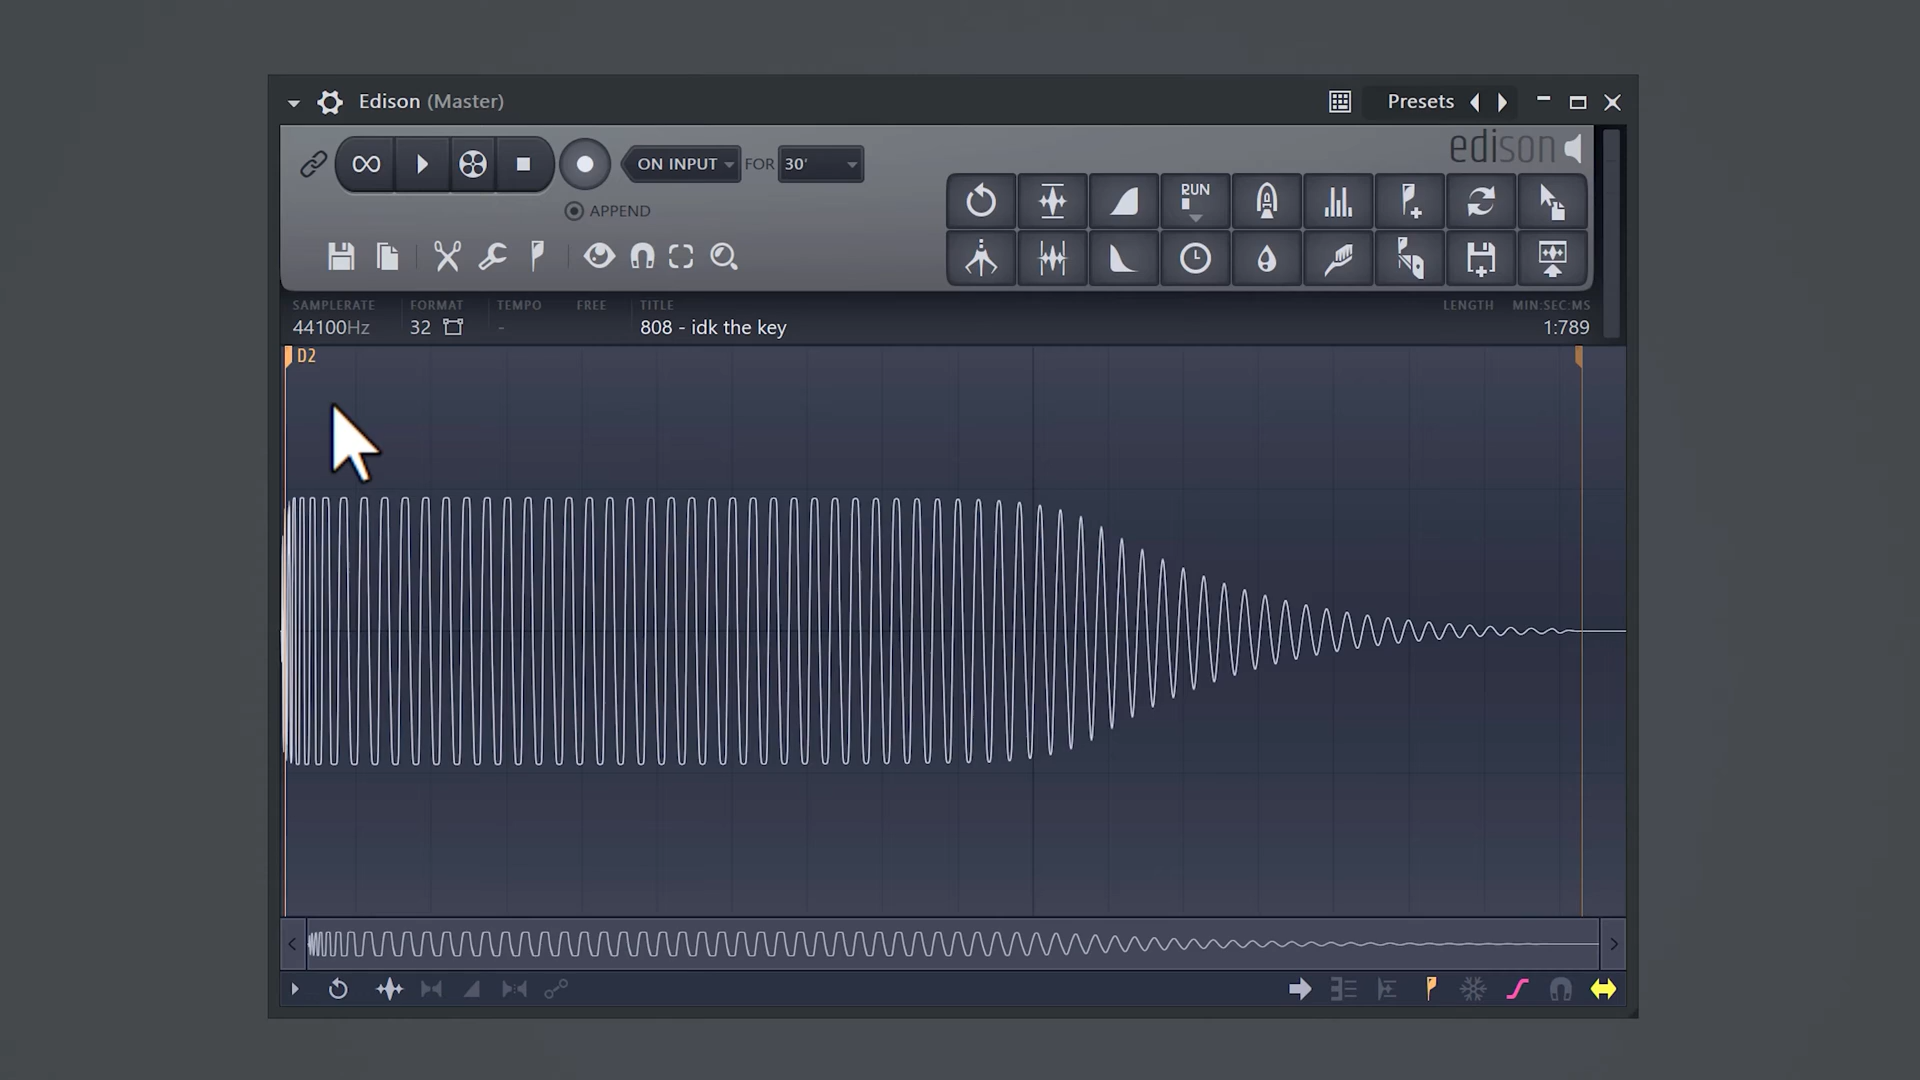 Edison (Master)
Presets
edison
ON INPUT
FOR
30'
APPEND
RUN
SAMPLERATE
FORMAT
TEMPO
FREE
TITLE
LENGTH
MIN:SEC:MS
44100Hz
32
-
808 - idk the key
1:789
D2